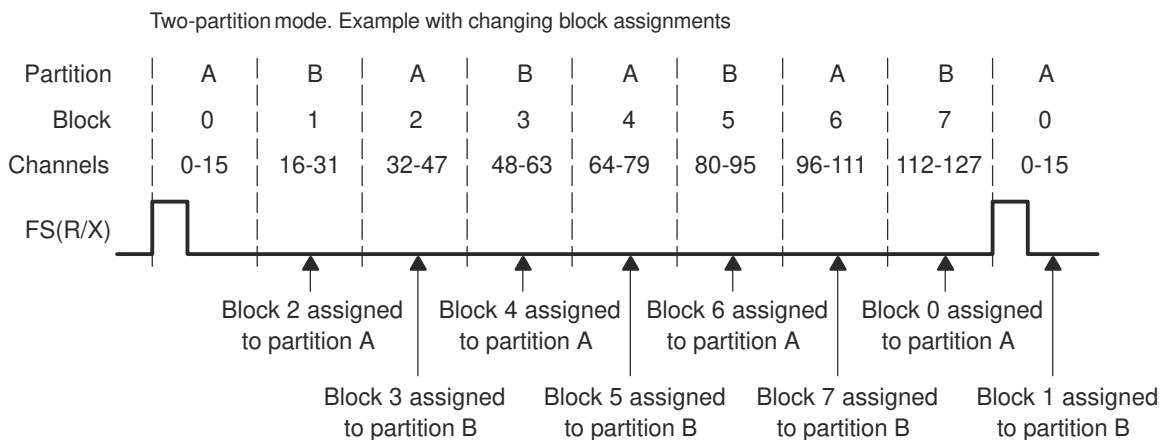 Two-partition mode. Example with changing block assignments
Partition A B A B A B A B A
Block 0 1 2 3 4 5 6 7 0
Channels 0-15 16-31 32-47 48-63 64-79 80-95 96-111 112-127 0-15
FS(R/X)
Block 2 assigned to partition A
Block 4 assigned to partition A
Block 6 assigned to partition A
Block 0 assigned to partition A
Block 3 assigned to partition B
Block 5 assigned to partition B
Block 7 assigned to partition B
Block 1 assigned to partition B